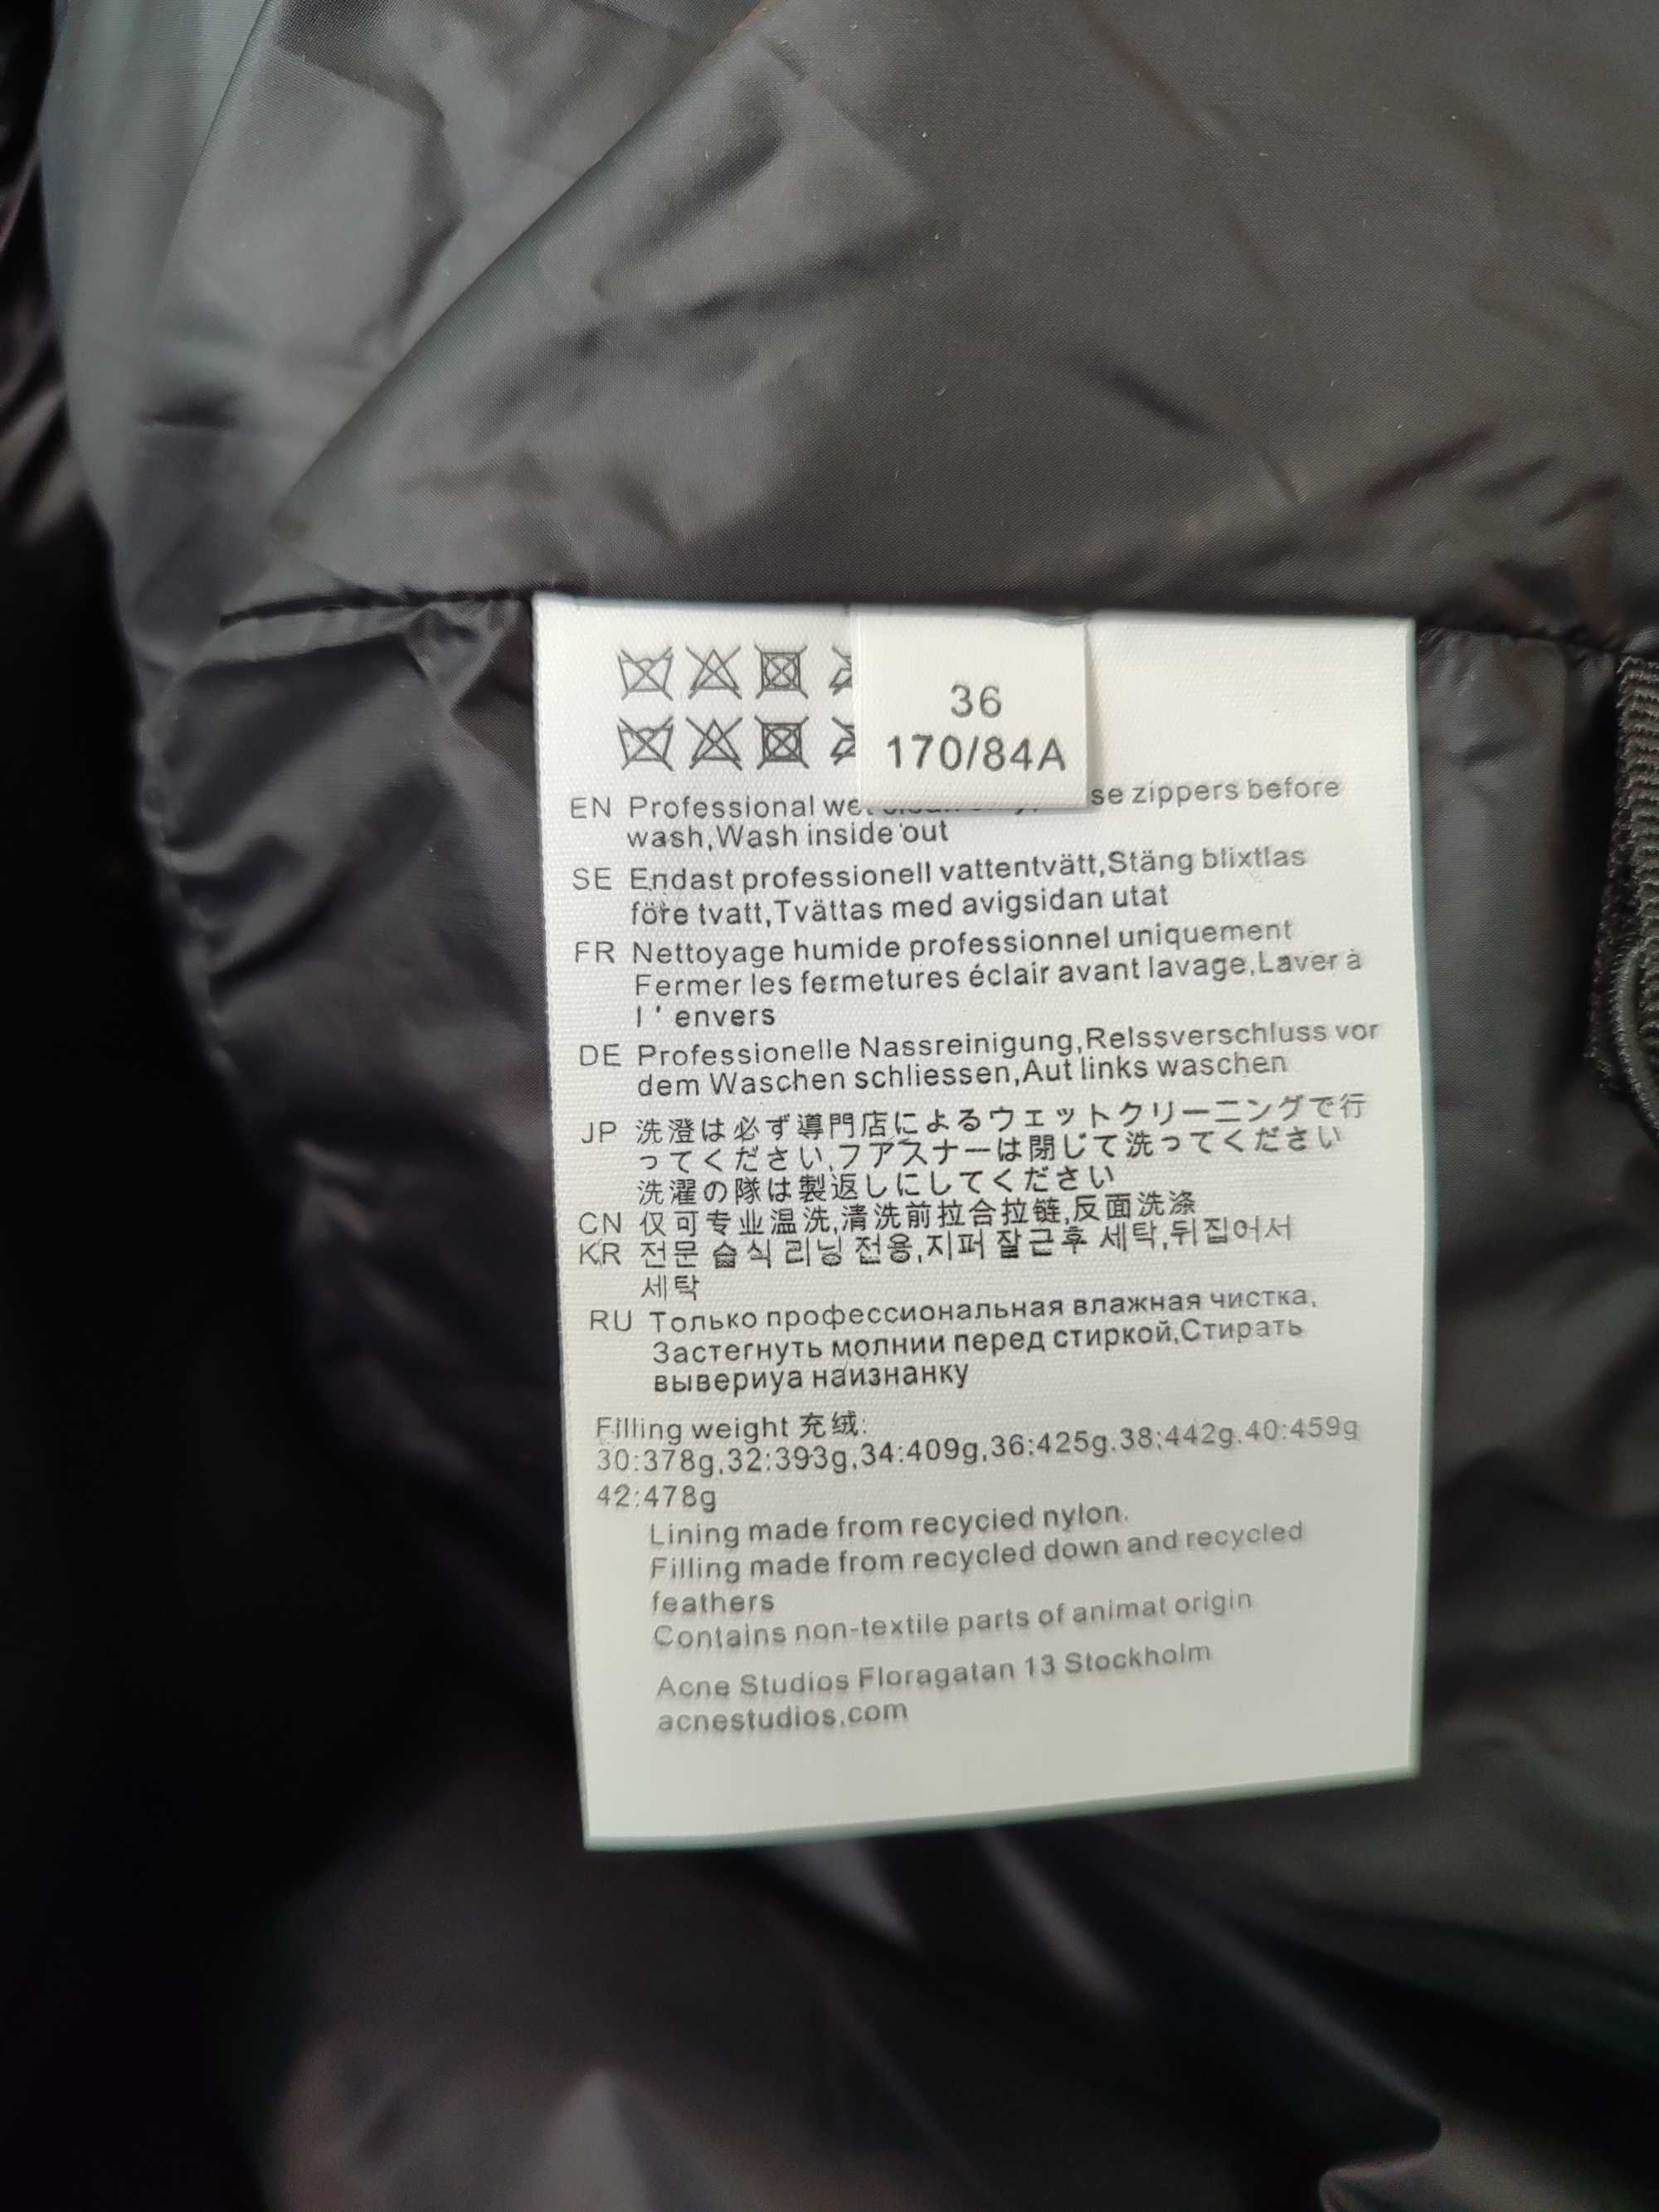 36
170/84A
EN Professional se zippers before
wash,Wash inside out
SE Endast professionell vattentvätt,Stäng blixtlas
före tvatt,Tvättas med avigsidan utat
FR Nettoyage humide professionnel uniquement
Fermer les fermetures éclair avant lavage,Laver à
l ' envers
DE Professionelle Nassreinigung,Relssverschluss vor
dem Waschen schliessen,Aut links waschen
JP 洗澄は必ず導門店によるウェットクリーニングで行
ってください,フアスナーは閉じて洗ってください
洗濯の隊は製返しにしてください
CN 仅可专业温洗,清洗前拉合拉链,反面洗涤
KR 전문 습식 리닝 전용,지퍼 잘근후 세탁,뒤집어서
세탁
RU Только профессиональная влажная чистка,
Застегнуть молнии перед стиркой,Стирать
вывериуа наизнанку
Filling weight 充绒:
30:378g,32:393g,34:409g,36:425g.38:442g.40:459g
42:478g
Lining made from recycied nylon.
Filling made from recycled down and recycled
feathers
Contains non-textile parts of animat origin
Acne Studios Floragatan 13 Stockholm
acnestudios.com